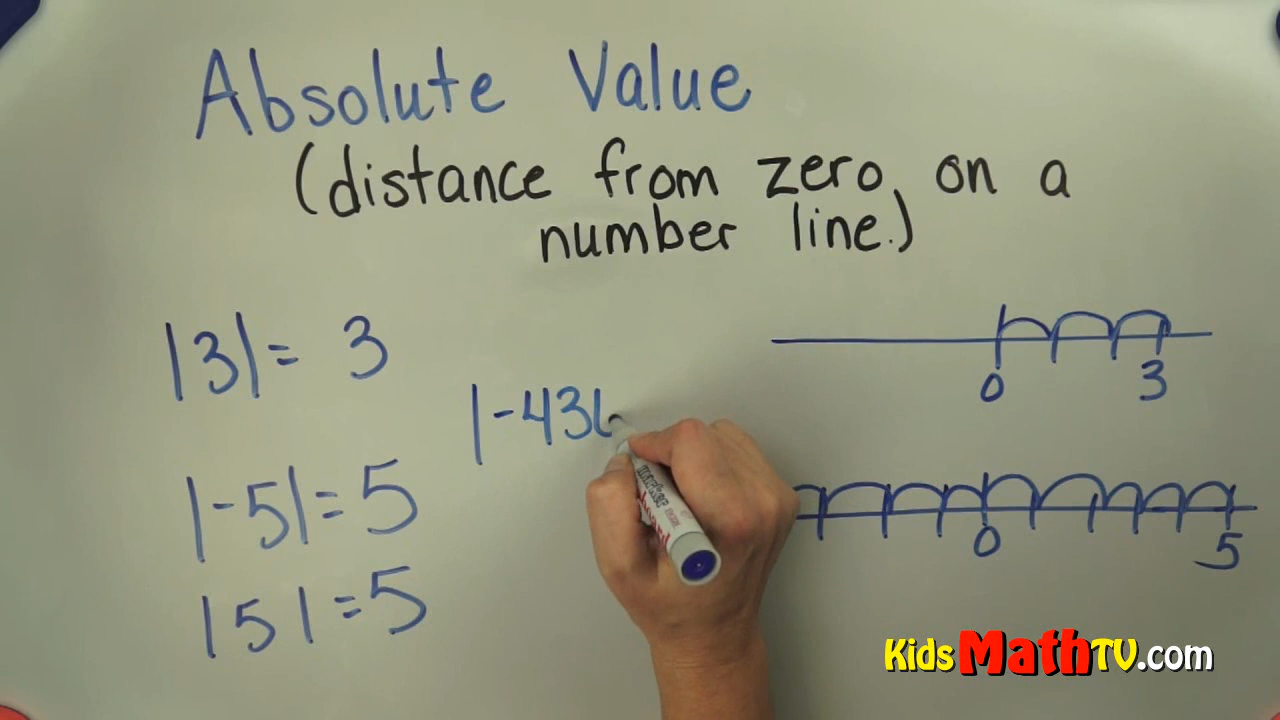 Absolute Value
(distance from zero, on a
number line.)
|3| = 3
|-43
|-5| = 5
|5| = 5
0 3
0 5
KidsMathTV.com